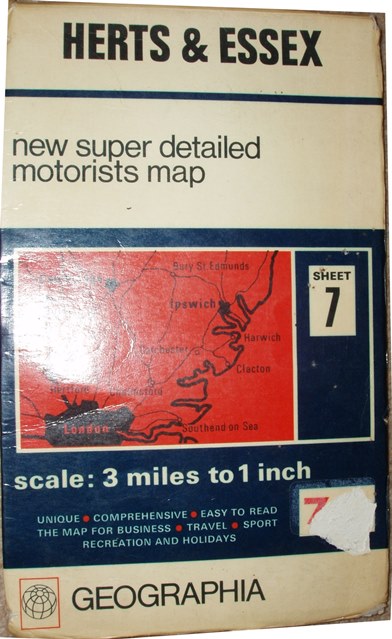 HERTS & ESSEX
new super detailed
motorists map
Bury St Edmunds
Ipswich
Harwich
Colchester
Clacton
London
Southend on Sea
SHEET
7
scale: 3 miles to 1 inch
UNIQUE • COMPREHENSIVE • EASY TO READ
THE MAP FOR BUSINESS • TRAVEL • SPORT
RECREATION AND HOLIDAYS
7
GEOGRAPHIA